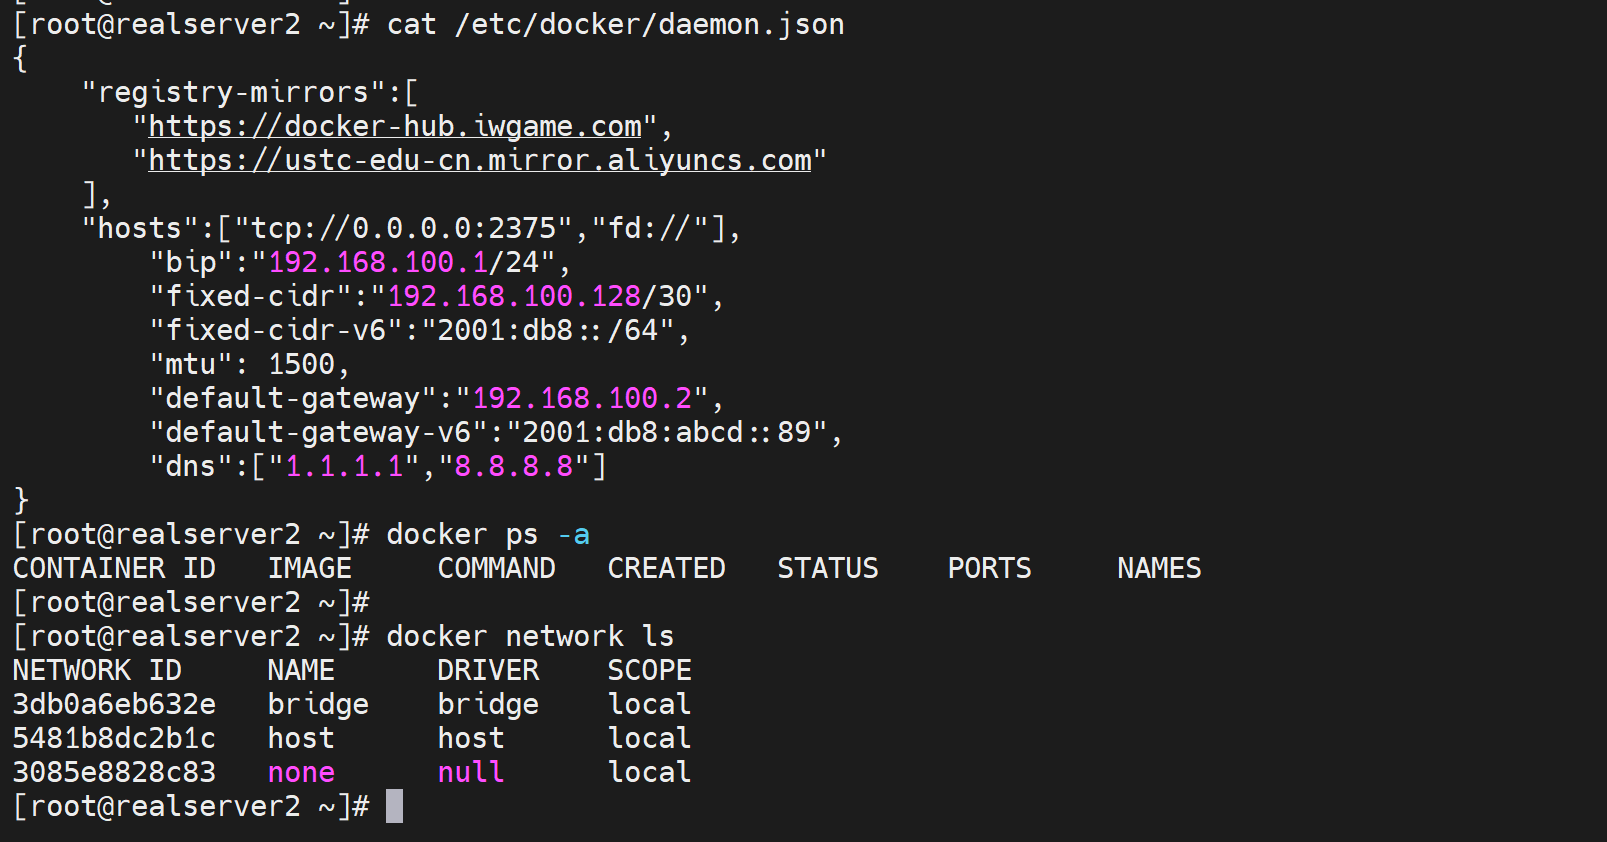 [root@realserver2 ~]# cat /etc/docker/daemon.json
{
    "registry-mirrors":[
       "https://docker-hub.iwgame.com",
       "https://ustc-edu-cn.mirror.aliyuncs.com"
    ],
    "hosts":["tcp://0.0.0.0:2375","fd://"],
        "bip":"192.168.100.1/24",
        "fixed-cidr":"192.168.100.128/30",
        "fixed-cidr-v6":"2001:db8::/64",
        "mtu": 1500,
        "default-gateway":"192.168.100.2",
        "default-gateway-v6":"2001:db8:abcd::89",
        "dns":["1.1.1.1","8.8.8.8"]
}
[root@realserver2 ~]# docker ps -a
CONTAINER ID   IMAGE     COMMAND   CREATED   STATUS    PORTS     NAMES
[root@realserver2 ~]#
[root@realserver2 ~]# docker network ls
NETWORK ID     NAME      DRIVER    SCOPE
3db0a6eb632e   bridge    bridge    local
5481b8dc2b1c   host      host      local
3085e8828c83   none      null      local
[root@realserver2 ~]#